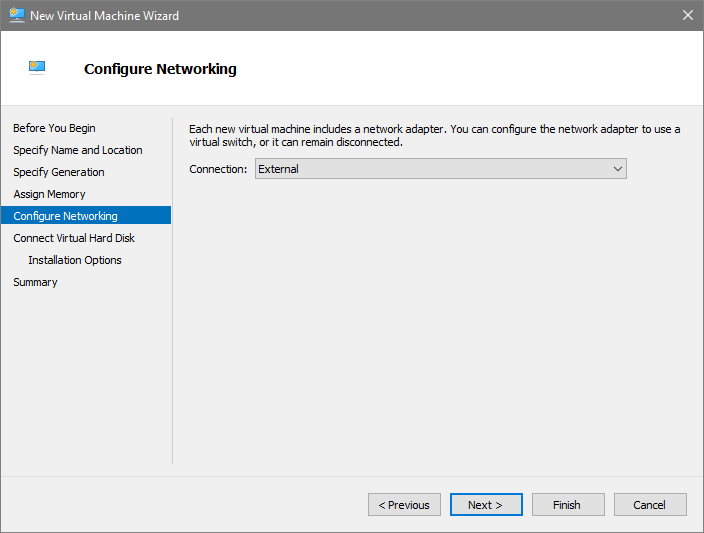 New Virtual Machine Wizard
Configure Networking
Before You Begin
Specify Name and Location
Specify Generation
Assign Memory
Configure Networking
Connect Virtual Hard Disk
Installation Options
Summary
Each new virtual machine includes a network adapter. You can configure the network adapter to use a
virtual switch, or it can remain disconnected.
Connection: External
< Previous Next > Finish Cancel